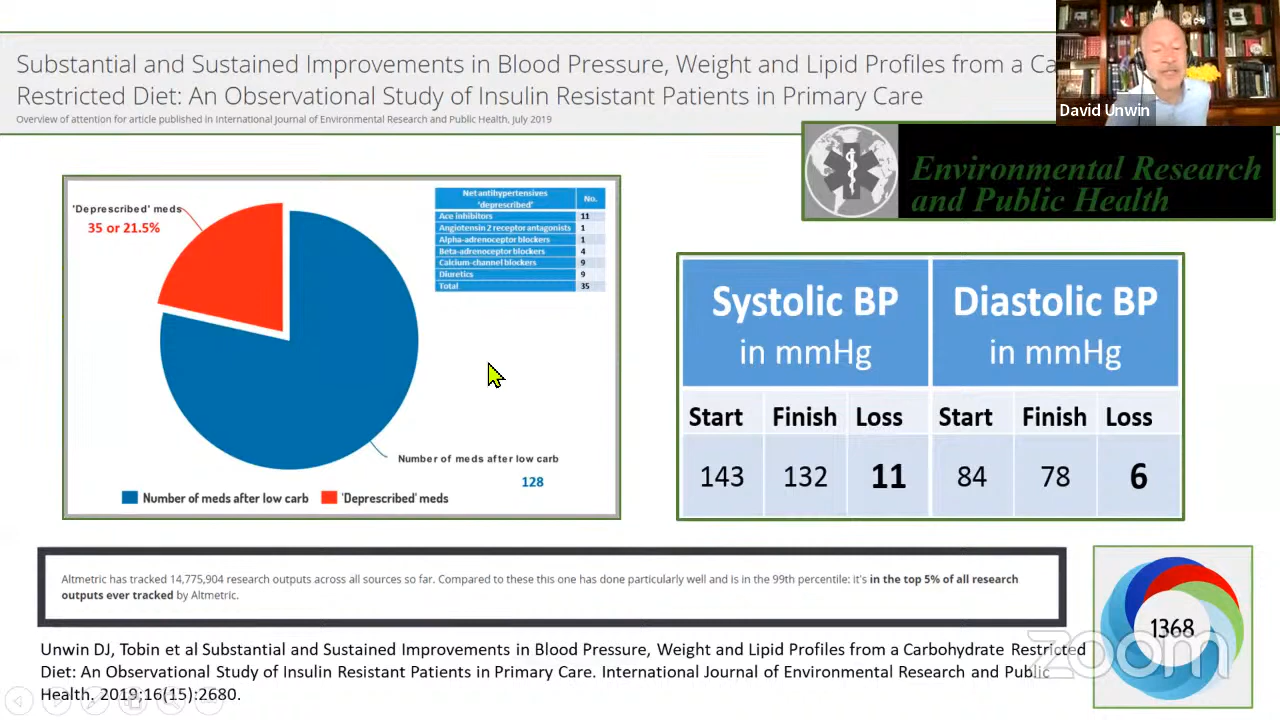 Substantial and Sustained Improvements in Blood Pressure, Weight and Lipid Profiles from a Ca
Restricted Diet: An Observational Study of Insulin Resistant Patients in Primary Care
Overview of attention for article published in International Journal of Environmental Research and Public Health, July 2019
David Unwin
Environmental Research
and Public Health
'Deprescribed' meds
35 or 21.5%
Net antihypertensives
'deprescribed' No.
Ace inhibitors 11
Angiotensin 2 receptor antagonists 1
Alpha-adrenoceptor blockers 1
Beta-adrenoceptor blockers 4
Calcium-channel blockers 9
Diuretics 9
Total 35
Number of meds after low carb
128
Number of meds after low carb 'Deprescribed' meds
Systolic BP Diastolic BP
in mmHg in mmHg
Start Finish Loss Start Finish Loss
143 132 11 84 78 6
Altmetric has tracked 14,775,904 research outputs across all sources so far. Compared to these this one has done particularly well and is in the 99th percentile: it's in the top 5% of all research
outputs ever tracked by Altmetric.
1368
zoom
Unwin DJ, Tobin et al Substantial and Sustained Improvements in Blood Pressure, Weight and Lipid Profiles from a Carbohydrate Restricted
Diet: An Observational Study of Insulin Resistant Patients in Primary Care. International Journal of Environmental Research and Public
Health. 2019;16(15):2680.